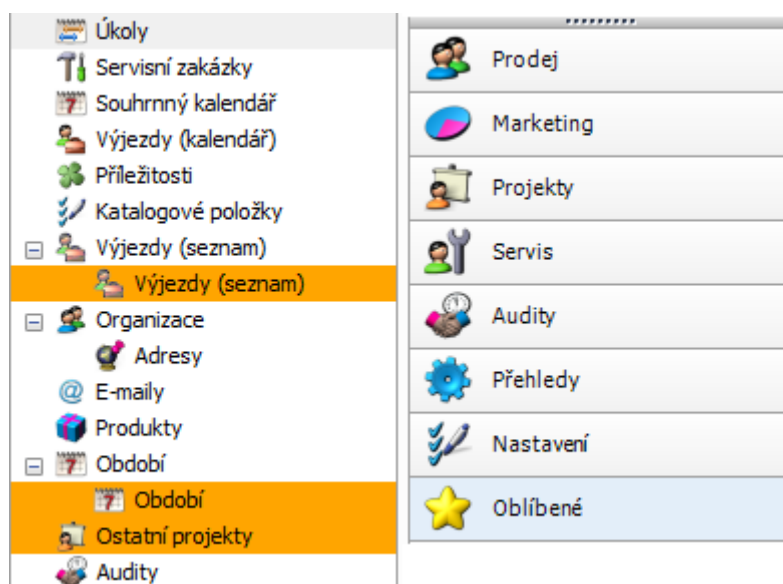 Úkoly
Servisní zakázky
Souhrnný kalendář
Výjezdy (kalendář)
Příležitosti
Katalogové položky
Výjezdy (seznam)
Výjezdy (seznam)
Organizace
Adresy
E-maily
Produkty
Období
Období
Ostatní projekty
Audity
Prodej
Marketing
Projekty
Servis
Audity
Přehledy
Nastavení
Oblíbené